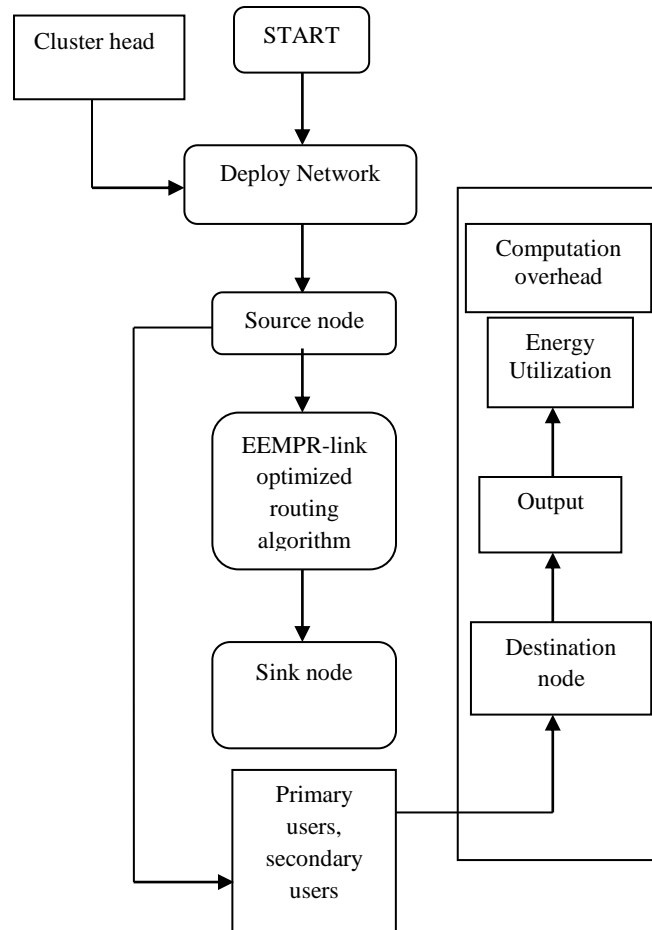 Cluster head
START
Deploy Network
Source node
EEMPR-link
optimized
routing
algorithm
Sink node
Primary
users,
secondary
users
Computation
overhead
Energy
Utilization
Output
Destination
node